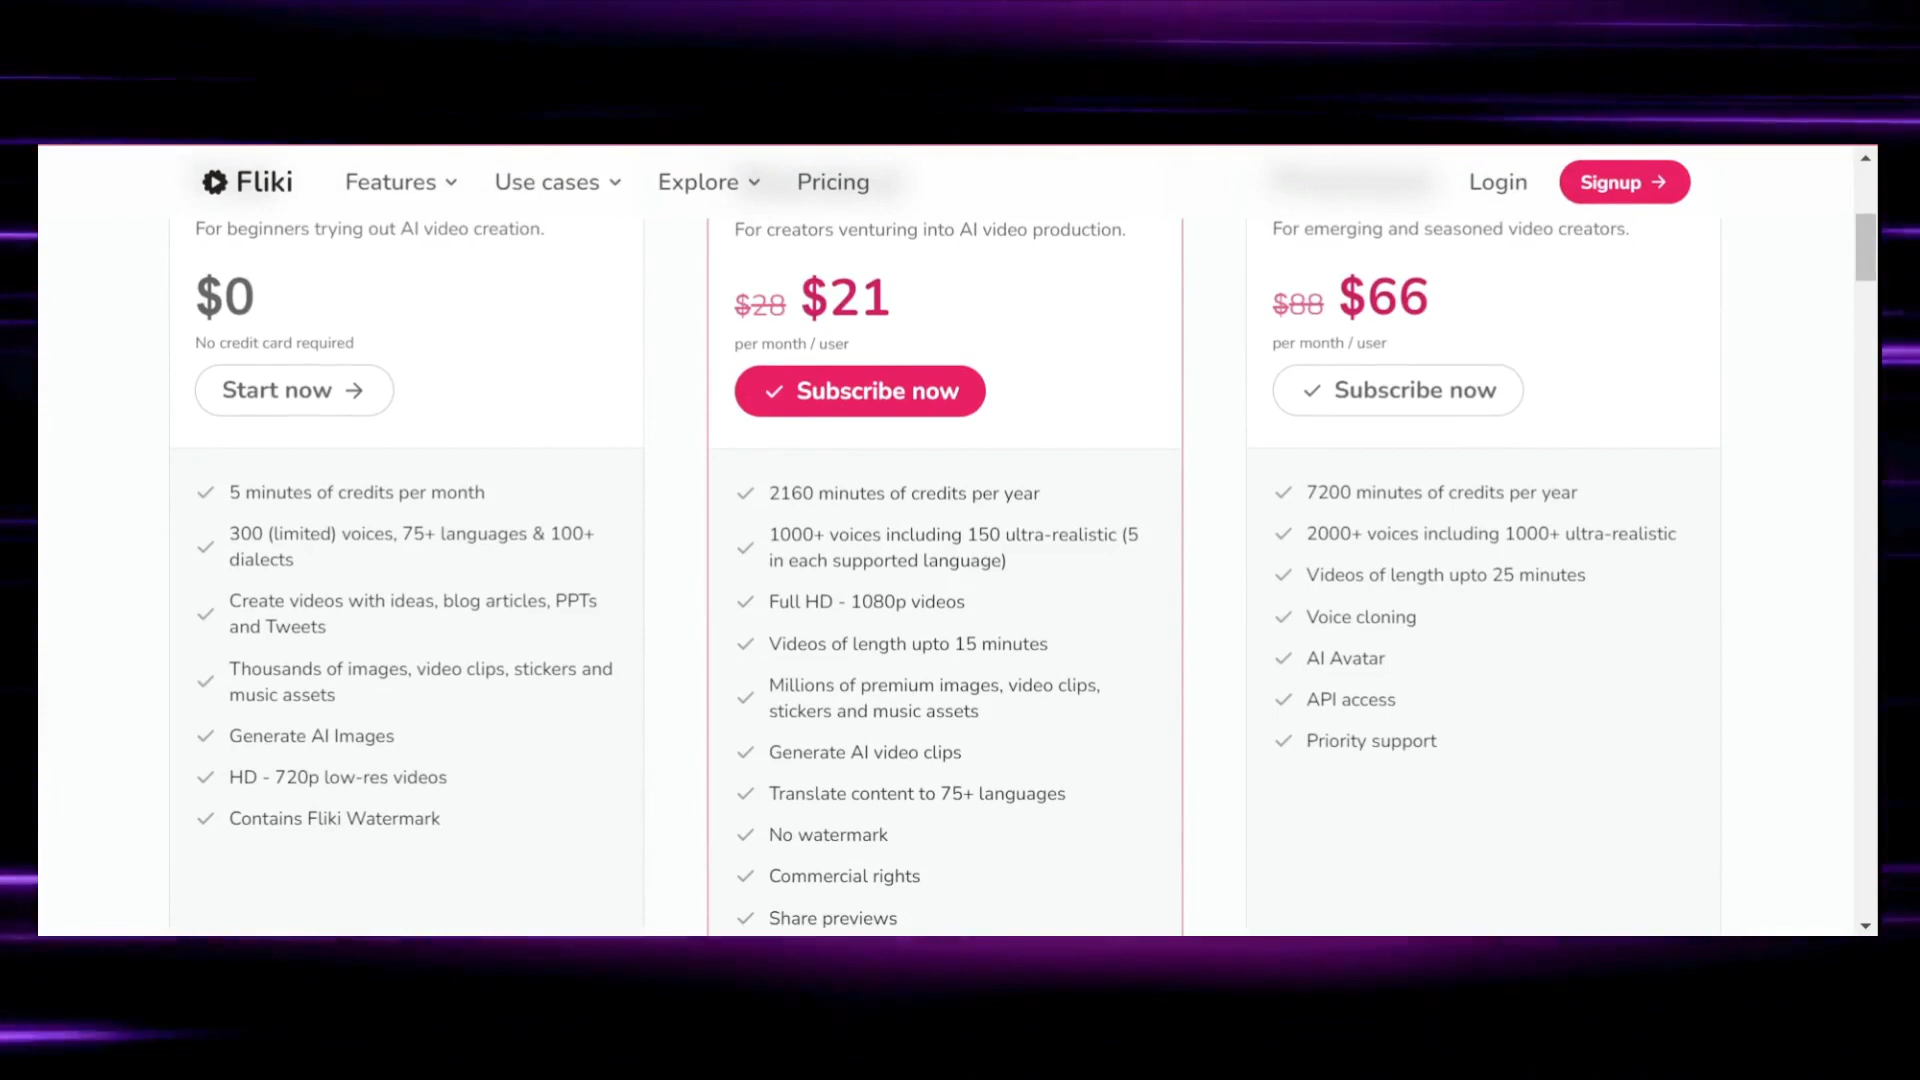 Fliki
Features
Use cases
Explore
Pricing
Login
Signup
For beginners trying out AI video creation.
$0
No credit card required
Start now
5 minutes of credits per month
300 (limited) voices, 75+ languages & 100+
dialects
Create videos with ideas, blog articles, PPTs
and Tweets
Thousands of images, video clips, stickers and
music assets
Generate AI Images
HD - 720p low-res videos
Contains Fliki Watermark
For creators venturing into AI video production.
$28 $21
per month / user
Subscribe now
2160 minutes of credits per year
1000+ voices including 150 ultra-realistic (5
in each supported language)
Full HD - 1080p videos
Videos of length upto 15 minutes
Millions of premium images, video clips,
stickers and music assets
Generate AI video clips
Translate content to 75+ languages
No watermark
Commercial rights
Share previews
For emerging and seasoned video creators.
$88 $66
per month / user
Subscribe now
7200 minutes of credits per year
2000+ voices including 1000+ ultra-realistic
Videos of length upto 25 minutes
Voice cloning
AI Avatar
API access
Priority support